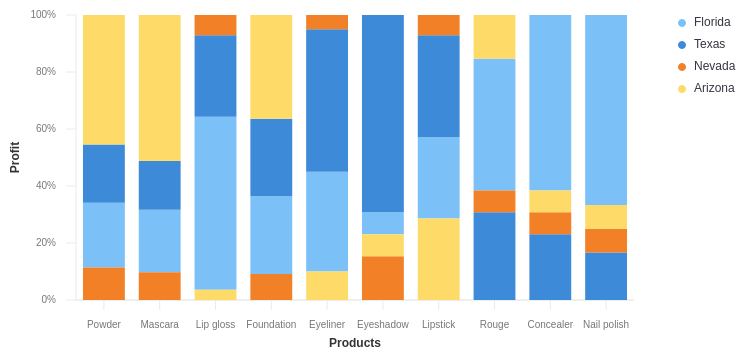 100%
80%
60%
40%
20%
0%
Profit
Powder
Mascara
Lip gloss
Foundation
Eyeliner
Eyeshadow
Lipstick
Rouge
Concealer
Nail polish
Products
Florida
Texas
Nevada
Arizona